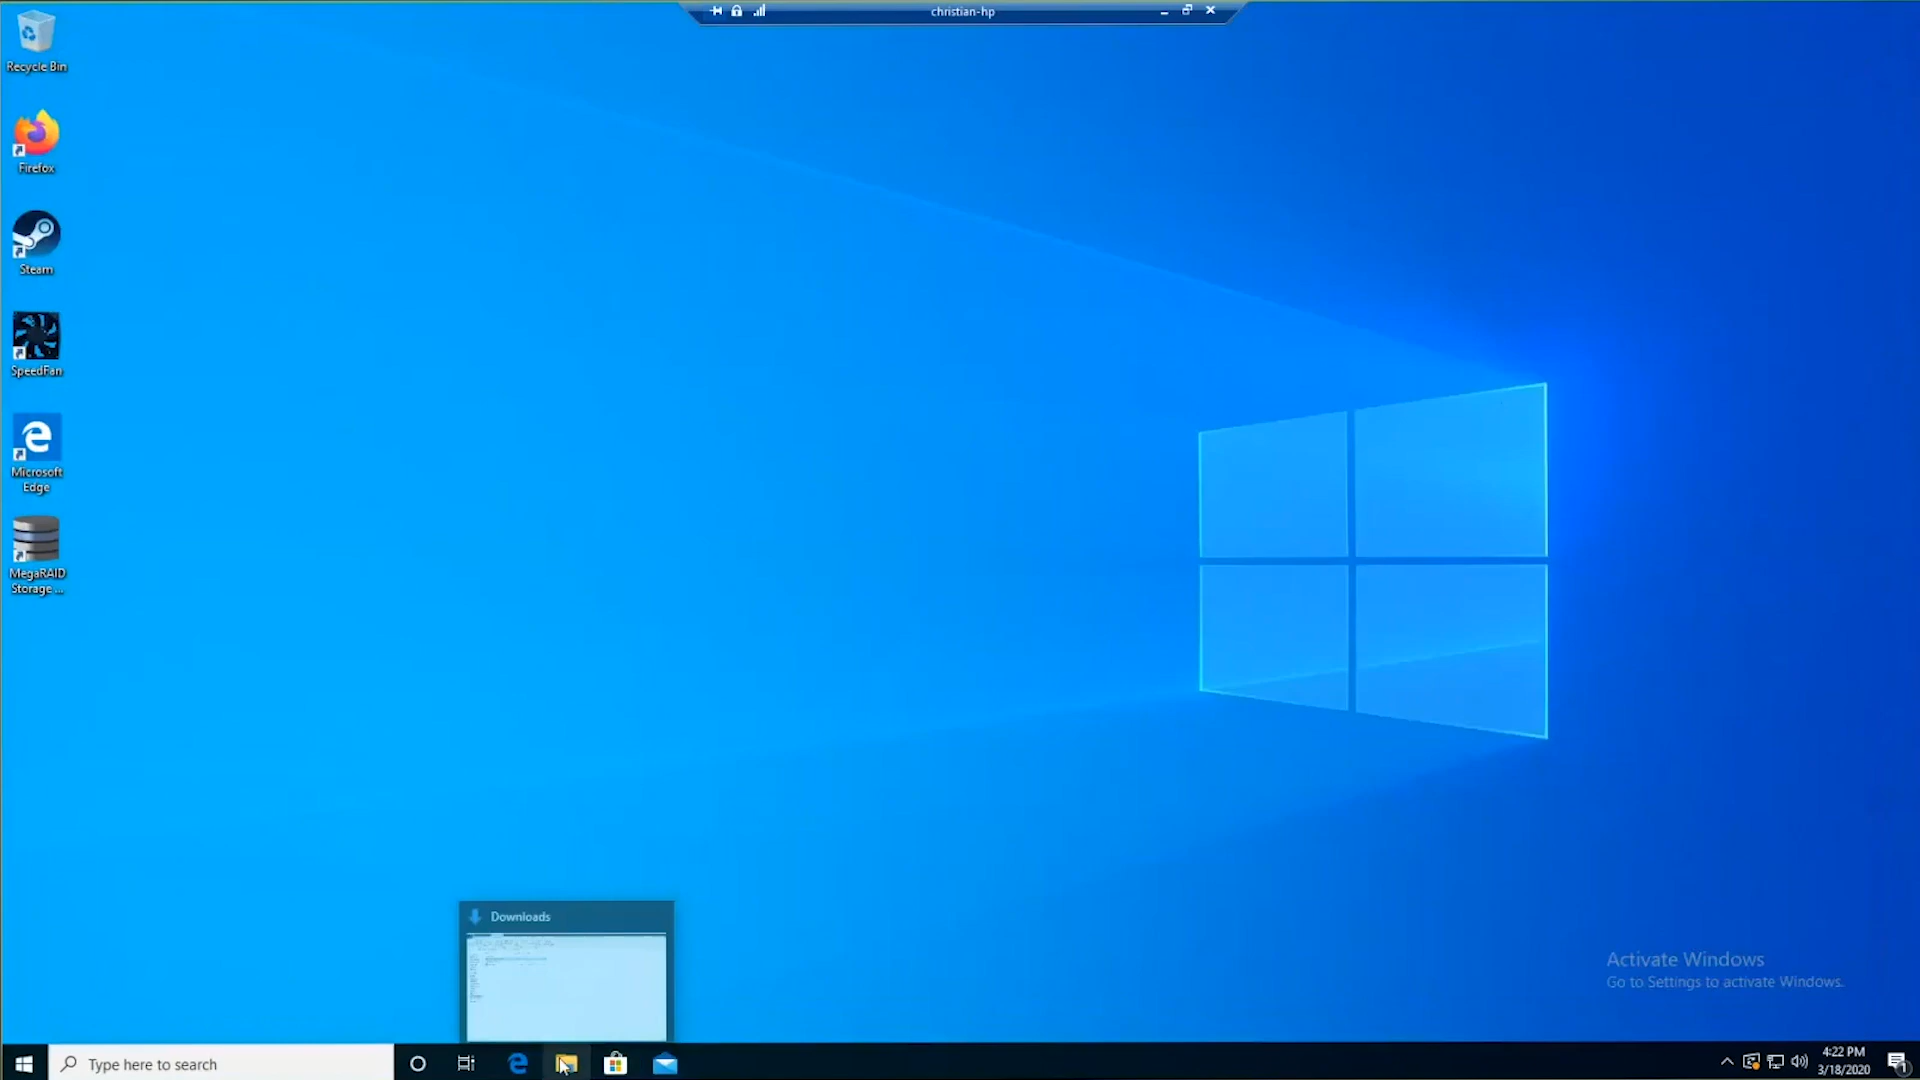 christian-hp
Recycle Bin
Firefox
Steam
SpeedFan
Microsoft
Edge
MegaRAID
Storage ...
Downloads
Activate Windows
Go to Settings to activate Windows.
Type here to search
4:22 PM
3/18/2020
1